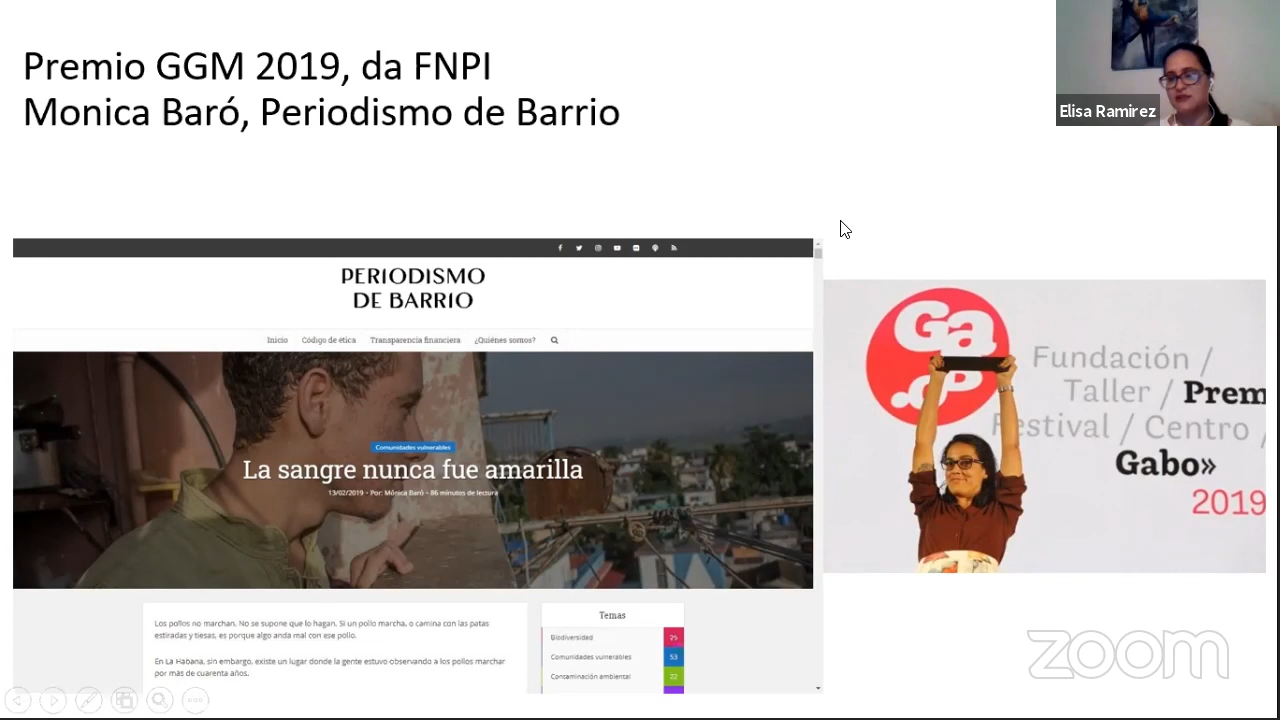 Premio GGM 2019, da FNPI
Monica Baró, Periodismo de Barrio
Elisa Ramirez
PERIODISMO
DE BARRIO
Inicio Código de ética Transparencia financiera ¿Quiénes somos?
Comunidades vulnerables
La sangre nunca fue amarilla
13/02/2019 - Por: Mónica Baró - 86 minutos de lectura
Los pollos no marchan. No se supone que lo hagan. Si un pollo marcha, o camina con las patas
estiradas y tiesas, es porque algo anda mal con ese pollo.
En La Habana, sin embargo, existe un lugar donde la gente estuvo observando a los pollos marchar
por más de cuarenta años.
Temas
Biodiversidad 25
Comunidades vulnerables 53
Contaminación ambiental 22
Ga
Fundación /
Taller / Prem
Festival / Centro /
Gabo»
2019
zoom